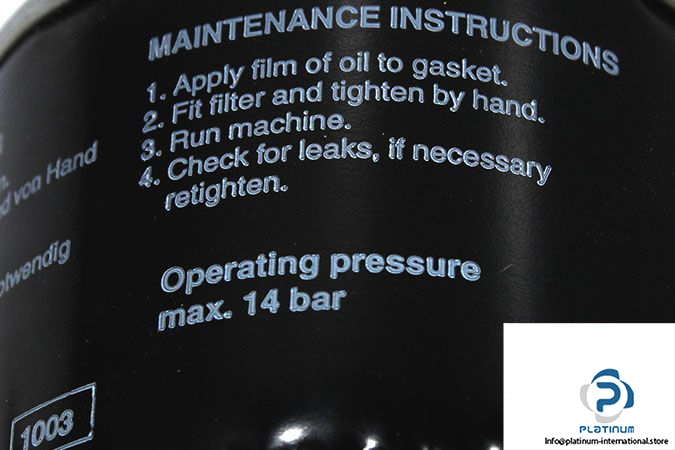 MAINTENANCE INSTRUCTIONS
1. Apply film of oil to gasket.
2. Fit filter and tighten by hand.
3. Run machine.
4. Check for leaks, if necessary
retighten.
Operating pressure
max. 14 bar
von Hand
1003
PLATINUM
Info@platinum-international.store